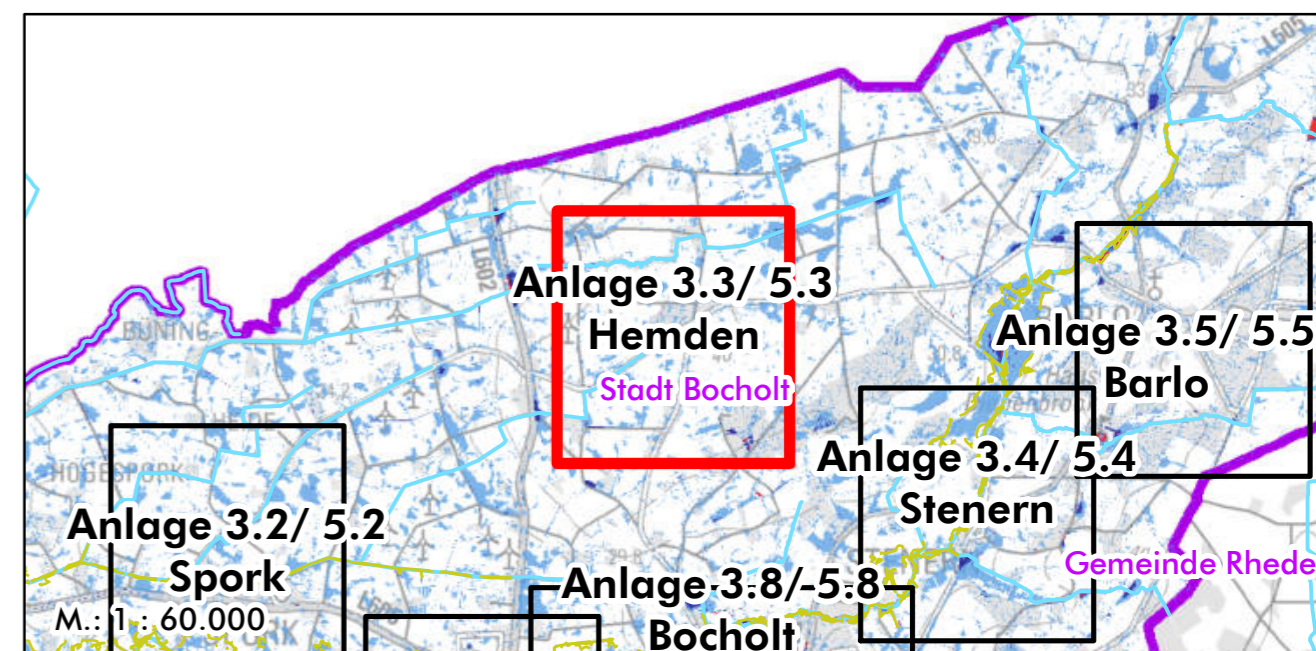 L505
L602
BÜNING
Anlage 3.3/ 5.3
Hemden
Stadt Bocholt
Anlage 3.5/ 5.5
Barlo
HÖGESPORK
Anlage 3.4/ 5.4
Stenern
Anlage 3.2/ 5.2
Spork
Gemeinde Rhede
Anlage 3.8/ 5.8
Bocholt
M.: 1 : 60.000